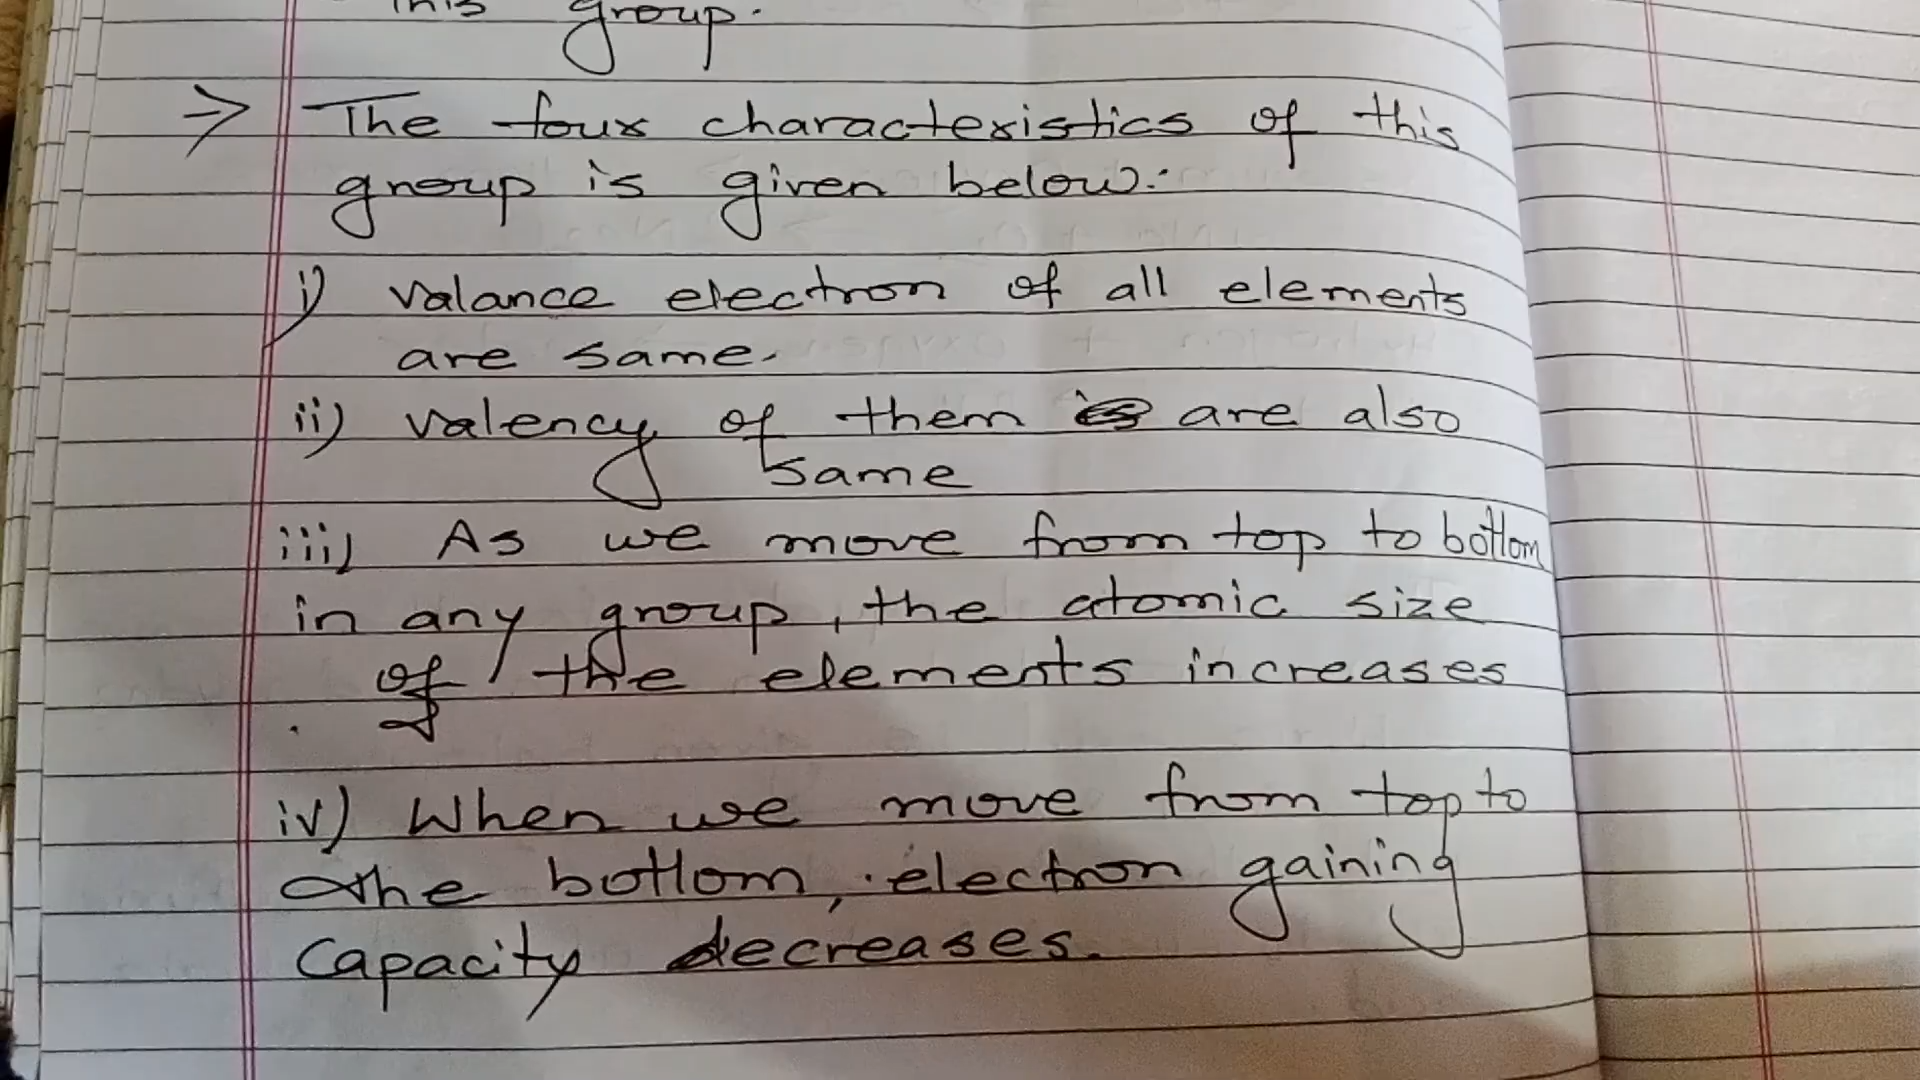 this group.
→ The four characteristics of this
group is given below:-
i) valance electron of all elements
are same.
ii) valency of them are also
same
iii) As we move from top to bottom
in any group, the atomic size
of the elements increases
iv) When we move from top to
the bottom, electron gaining
capacity decreases.